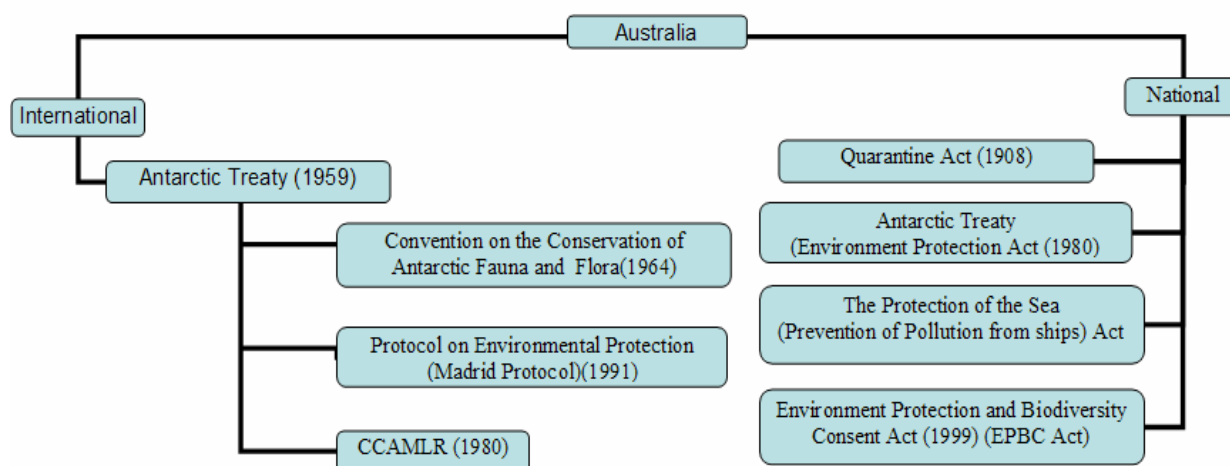 Australia
International
National
Antarctic Treaty (1959)
Quarantine Act (1908)
Convention on the Conservation of
Antarctic Fauna and Flora(1964)
Antarctic Treaty
(Environment Protection Act (1980)
Protocol on Environmental Protection
(Madrid Protocol)(1991)
The Protection of the Sea
(Prevention of Pollution from ships) Act
CCAMLR (1980)
Environment Protection and Biodiversity
Consent Act (1999) (EPBC Act)